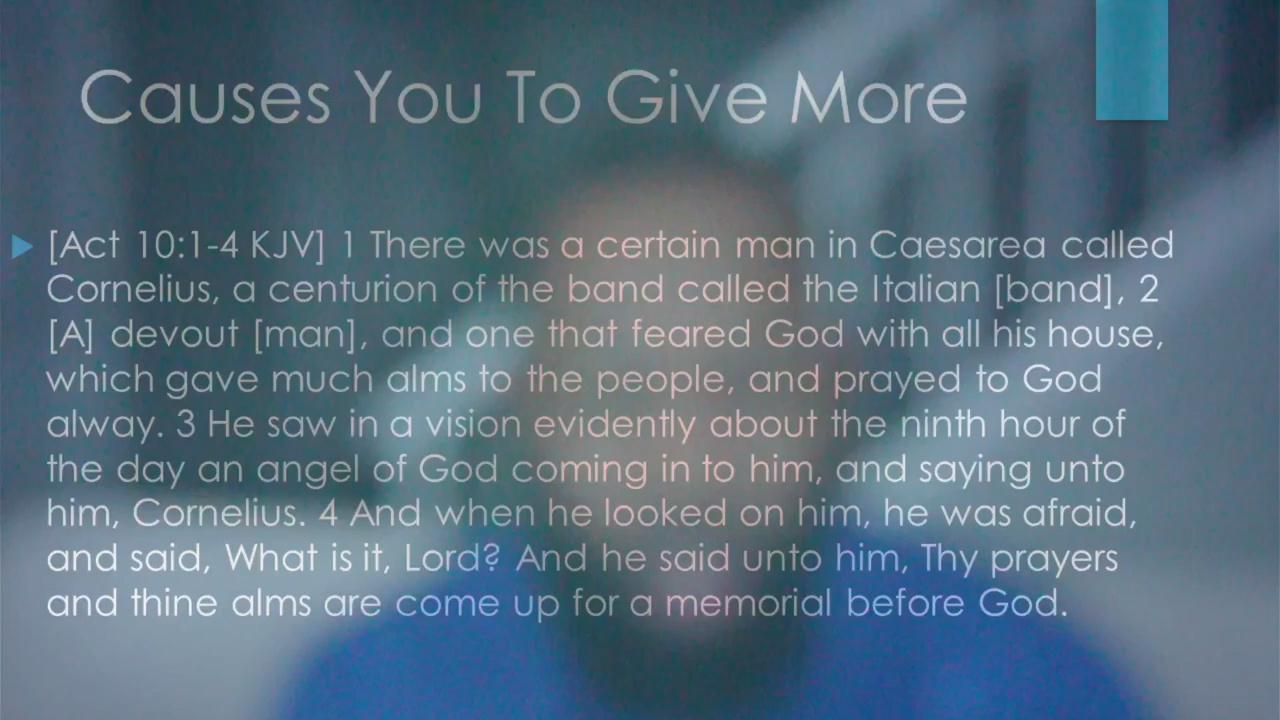 Causes You To Give More
[Act 10:1-4 KJV] 1 There was a certain man in Caesarea called
Cornelius, a centurion of the band called the Italian [band], 2
[A] devout [man], and one that feared God with all his house,
which gave much alms to the people, and prayed to God
alway. 3 He saw in a vision evidently about the ninth hour of
the day an angel of God coming in to him, and saying unto
him, Cornelius. 4 And when he looked on him, he was afraid,
and said, What is it, Lord? And he said unto him, Thy prayers
and thine alms are come up for a memorial before God.